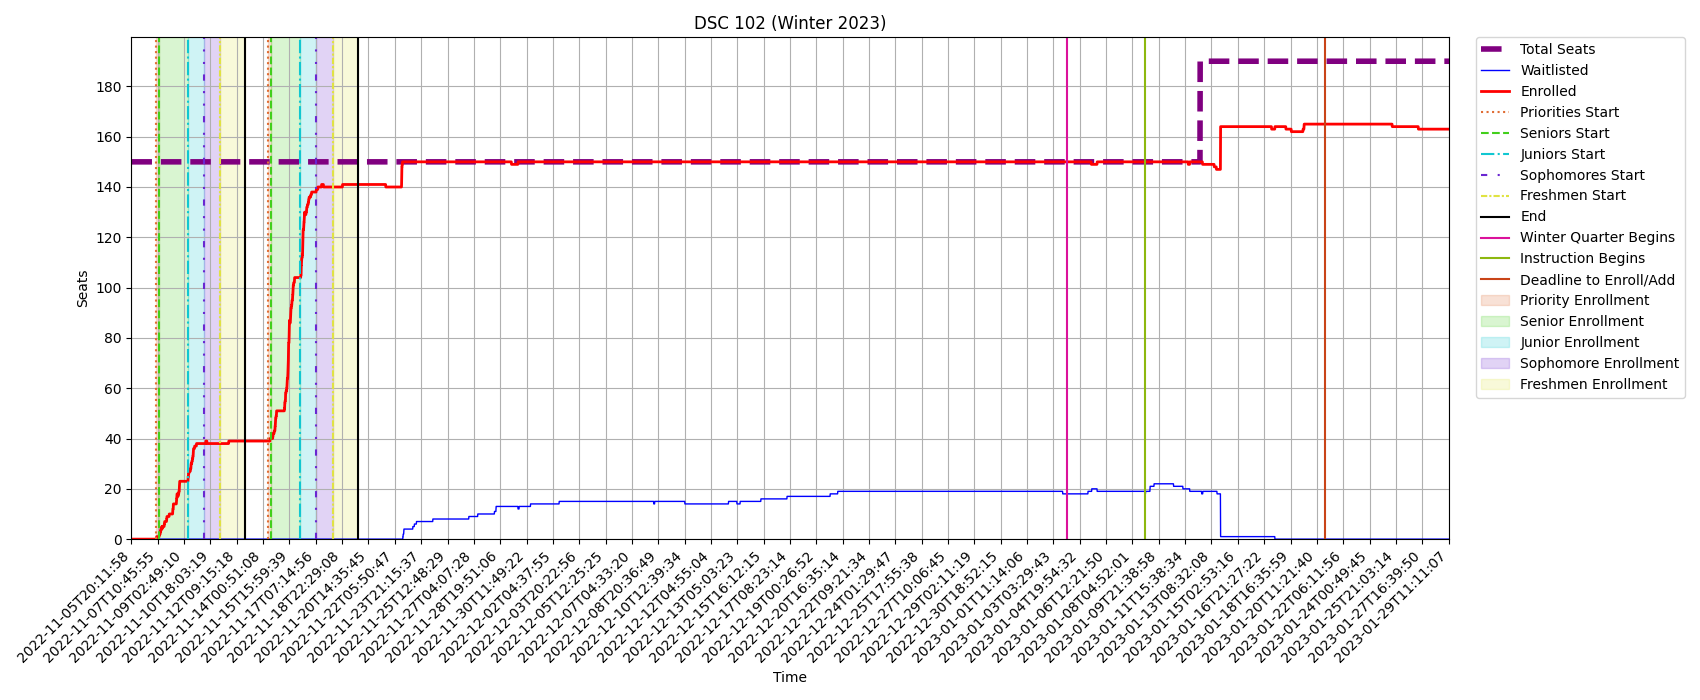 DSC 102 (Winter 2023)
Seats
180
160
140
120
100
80
60
40
20
0
2022-11-05T20:11:58
2022-11-07T10:45:55
2022-11-09T02:49:10
2022-11-10T18:03:19
2022-11-12T09:15:18
2022-11-14T00:51:08
2022-11-15T15:59:39
2022-11-17T07:14:56
2022-11-18T22:29:08
2022-11-20T14:35:45
2022-11-22T05:50:47
2022-11-23T21:15:37
2022-11-25T12:48:29
2022-11-27T04:07:28
2022-11-28T19:51:06
2022-11-30T11:49:22
2022-12-02T04:37:55
2022-12-03T20:22:56
2022-12-05T12:25:25
2022-12-07T04:33:20
2022-12-08T20:36:49
2022-12-10T12:39:34
2022-12-12T04:55:04
2022-12-13T05:03:23
2022-12-15T16:12:15
2022-12-17T08:23:14
2022-12-19T00:26:52
2022-12-20T16:35:14
2022-12-22T09:21:34
2022-12-24T01:29:47
2022-12-25T17:55:38
2022-12-27T10:06:45
2022-12-29T02:11:19
2022-12-30T18:52:15
2023-01-01T11:14:06
2023-01-03T03:29:43
2023-01-04T19:54:32
2023-01-06T12:21:50
2023-01-08T04:52:01
2023-01-09T21:38:58
2023-01-11T15:38:34
2023-01-13T08:32:08
2023-01-15T02:53:16
2023-01-16T21:27:22
2023-01-18T16:35:59
2023-01-20T11:21:40
2023-01-22T06:11:56
2023-01-24T00:49:45
2023-01-25T21:03:14
2023-01-27T16:39:50
2023-01-29T11:11:07
Time
Total Seats
Waitlisted
Enrolled
Priorities Start
Seniors Start
Juniors Start
Sophomores Start
Freshmen Start
End
Winter Quarter Begins
Instruction Begins
Deadline to Enroll/Add
Priority Enrollment
Senior Enrollment
Junior Enrollment
Sophomore Enrollment
Freshmen Enrollment